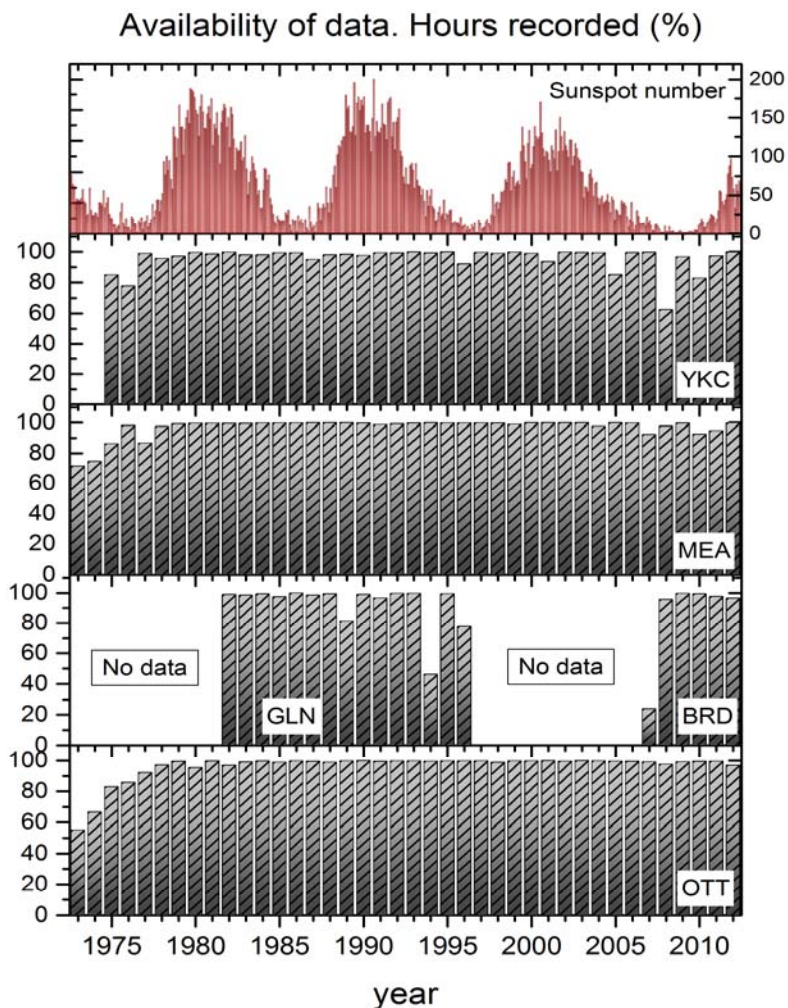 Availability of data. Hours recorded (%)
Sunspot number
200
150
100
50
0
100
80
60
40
20
0
YKC
100
80
60
40
20
0
MEA
100
80
60
40
20
0
No data
GLN
No data
BRD
100
80
60
40
20
0
OTT
1975 1980 1985 1990 1995 2000 2005 2010
year